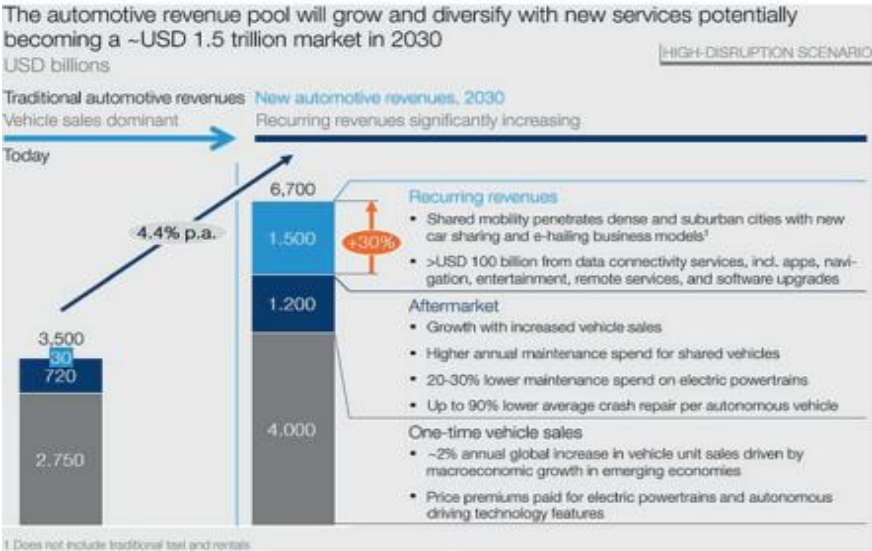 The automotive revenue pool will grow and diversify with new services potentially
becoming a ~USD 1.5 trillion market in 2030
USD billions
HIGH-DISRUPTION SCENARIO
Traditional automotive revenues
Vehicle sales dominant
New automotive revenues, 2030
Recurring revenues significantly increasing
Today
4.4% p.a.
3,500
30
720
2.750
6,700
1.500
1.200
4.000
+30%
Recurring revenues
• Shared mobility penetrates dense and suburban cities with new
car sharing and e-hailing business models¹
• >USD 100 billion from data connectivity services, incl. apps, navi-
gation, entertainment, remote services, and software upgrades
Aftermarket
• Growth with increased vehicle sales
• Higher annual maintenance spend for shared vehicles
• 20-30% lower maintenance spend on electric powertrains
• Up to 90% lower average crash repair per autonomous vehicle
One-time vehicle sales
• ~2% annual global increase in vehicle unit sales driven by
macroeconomic growth in emerging economies
• Price premiums paid for electric powertrains and autonomous
driving technology features
1 Does not include traditional taxi and rentals